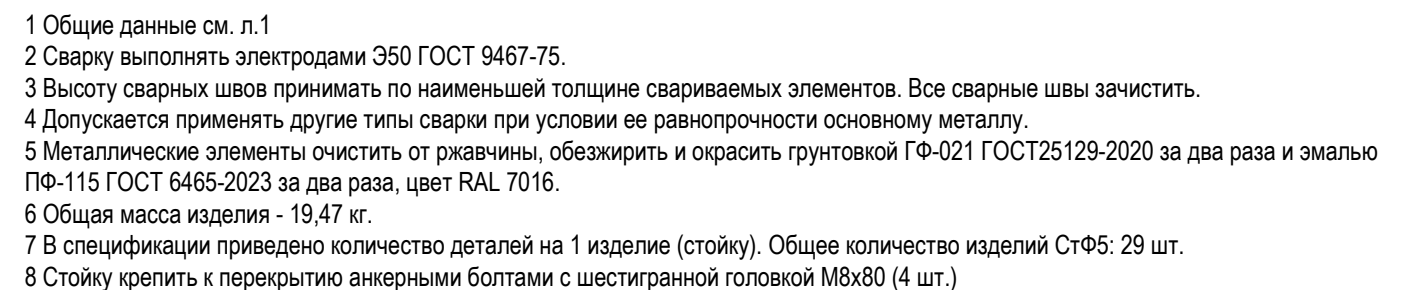 1 Общие данные см. л.1
2 Сварку выполнять электродами Э50 ГОСТ 9467-75.
3 Высоту сварных швов принимать по наименьшей толщине свариваемых элементов. Все сварные швы зачистить.
4 Допускается применять другие типы сварки при условии ее равнопрочности основному металлу.
5 Металлические элементы очистить от ржавчины, обезжирить и окрасить грунтовкой ГФ-021 ГОСТ25129-2020 за два раза и эмалью
ПФ-115 ГОСТ 6465-2023 за два раза, цвет RAL 7016.
6 Общая масса изделия - 19,47 кг.
7 В спецификации приведено количество деталей на 1 изделие (стойку). Общее количество изделий СтФ5: 29 шт.
8 Стойку крепить к перекрытию анкерными болтами с шестигранной головкой М8х80 (4 шт.)